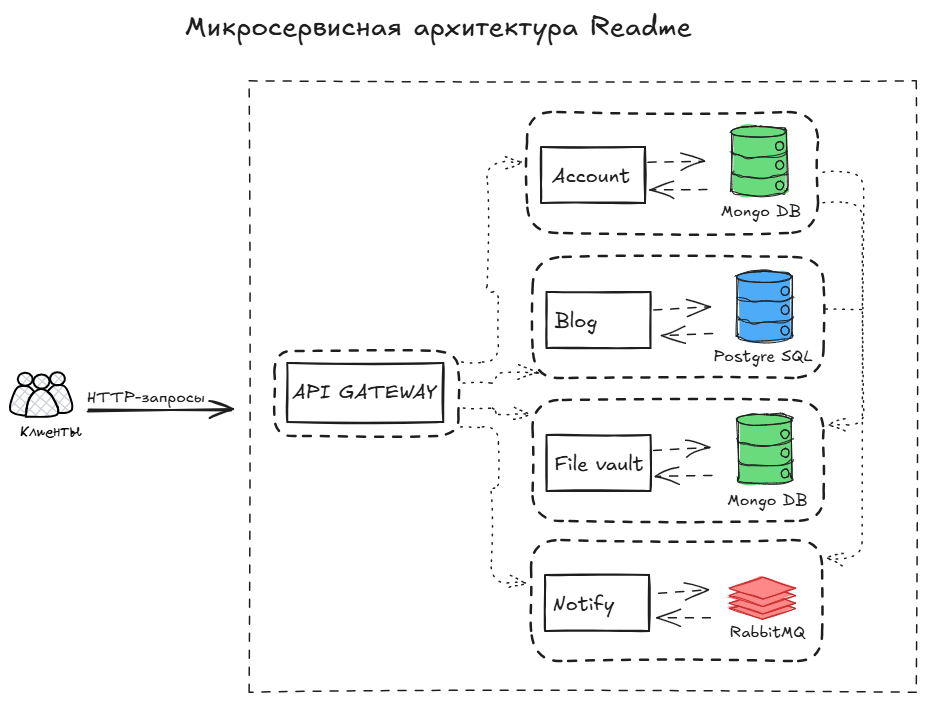 Микросервисная архитектура Readme
Account
Mongo DB
Blog
Postgre SQL
API GATEWAY
HTTP-запросы
Клиенты
File vault
Mongo DB
Notify
RabbitMQ